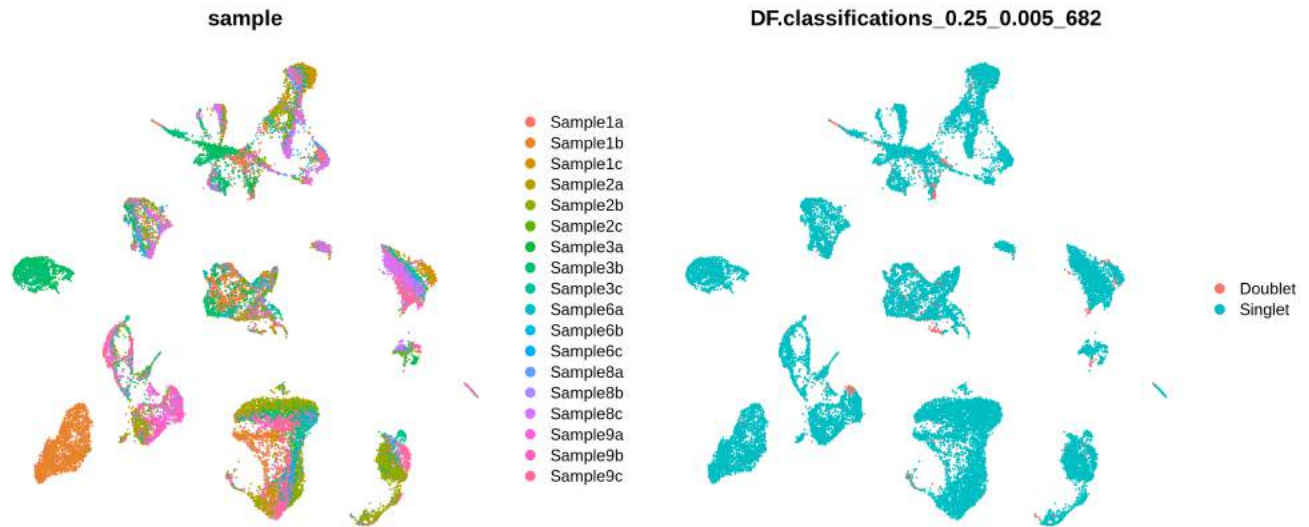 sample
DF.classifications_0.25_0.005_682
Sample1a
Sample1b
Sample1c
Sample2a
Sample2b
Sample2c
Sample3a
Sample3b
Sample3c
Sample6a
Sample6b
Sample6c
Sample8a
Sample8b
Sample8c
Sample9a
Sample9b
Sample9c
Doublet
Singlet